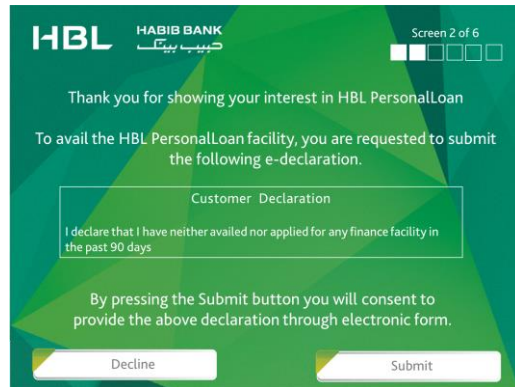 HBL
HABIB BANK
حبیب بینک
Screen 2 of 6
Thank you for showing your interest in HBL PersonalLoan
To avail the HBL PersonalLoan facility, you are requested to submit
the following e-declaration.
Customer Declaration
I declare that I have neither availed nor applied for any finance facility in
the past 90 days
By pressing the Submit button you will consent to
provide the above declaration through electronic form.
Decline
Submit